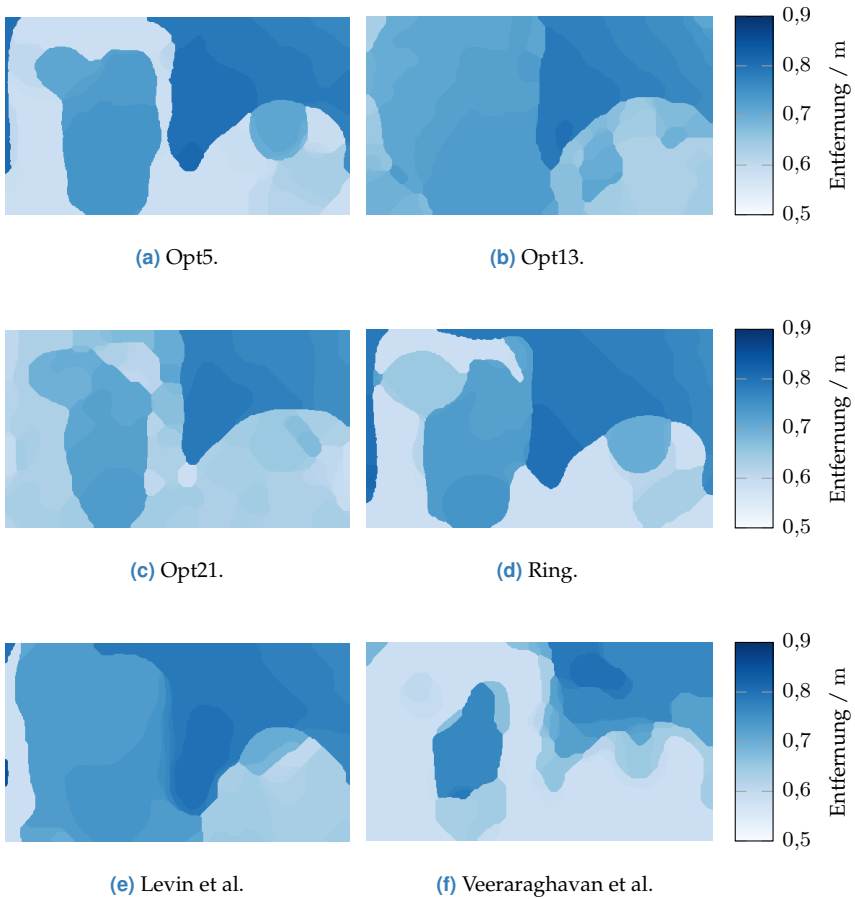 0,9
0,8
0,7
0,6
0,5
Entfernung / m
(a) Opt5.
(b) Opt13.
0,9
0,8
0,7
0,6
0,5
Entfernung / m
(c) Opt21.
(d) Ring.
0,9
0,8
0,7
0,6
0,5
Entfernung / m
(e) Levin et al.
(f) Veeraraghavan et al.